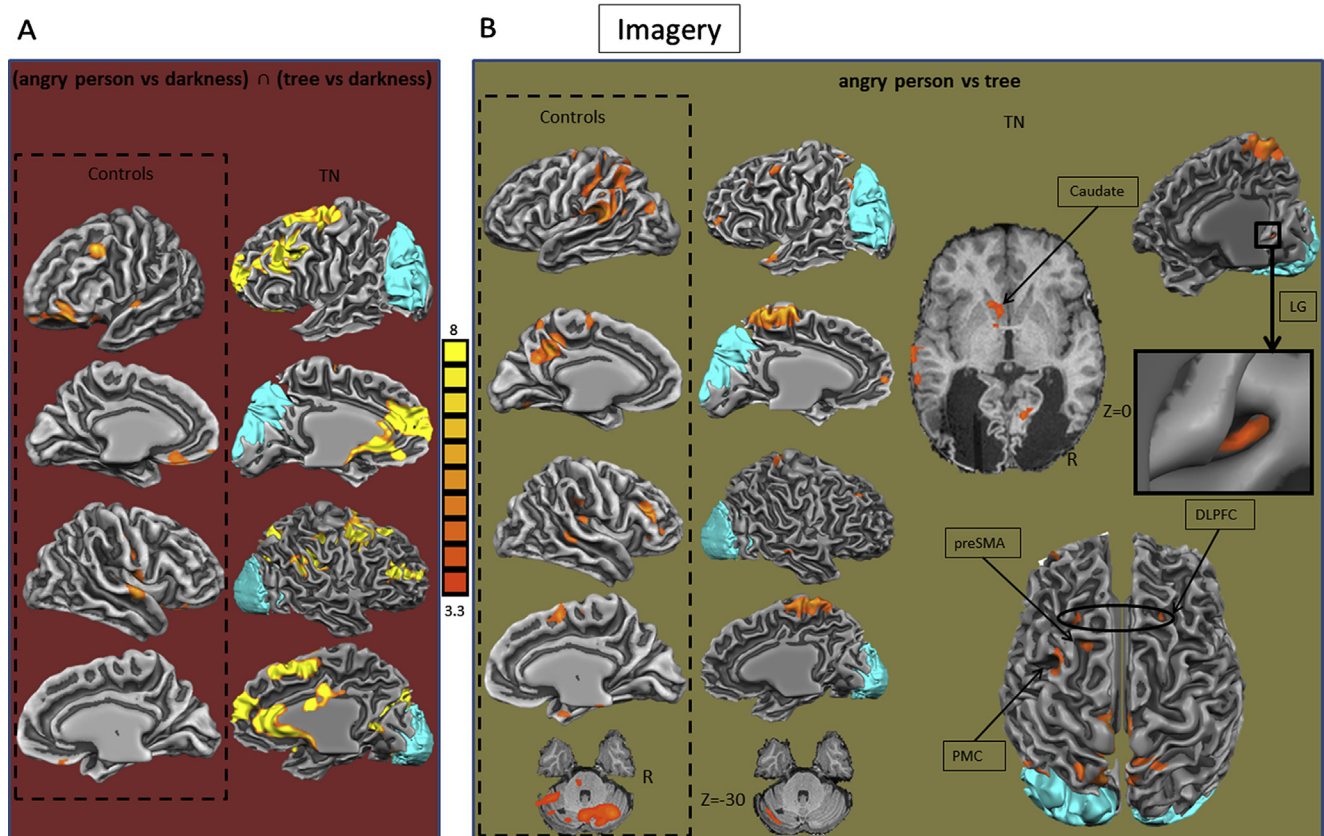 A
B
Imagery
(angry person vs darkness) ∩ (tree vs darkness)
Controls
TN
8
3.3
angry person vs tree
Controls
TN
Caudate
LG
Z=0
R
DLPFC
preSMA
PMC
R
Z=-30